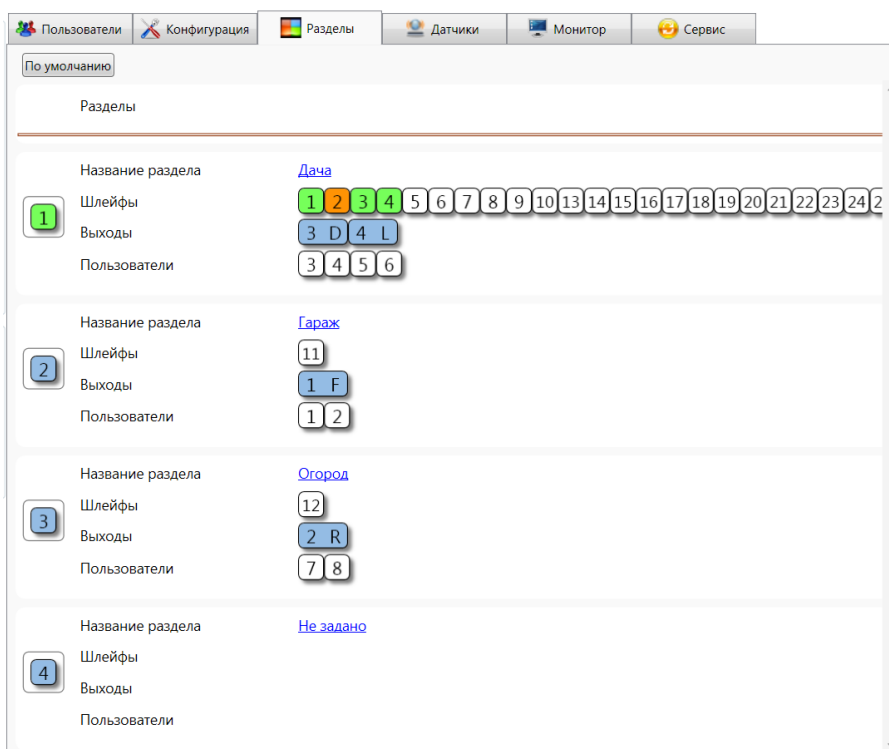 Пользователи Конфигурация Разделы Датчики Монитор Сервис
По умолчанию
Разделы
Название раздела Дача
Шлейфы 1 2 3 4 5 6 7 8 9 10 13 14 15 16 17 18 19 20 21 22 23 24
1
Выходы 3 D 4 L
Пользователи 3 4 5 6
Название раздела Гараж
Шлейфы 11
2
Выходы 1 F
Пользователи 1 2
Название раздела Огород
Шлейфы 12
3
Выходы 2 R
Пользователи 7 8
Название раздела Не задано
Шлейфы
4
Выходы
Пользователи